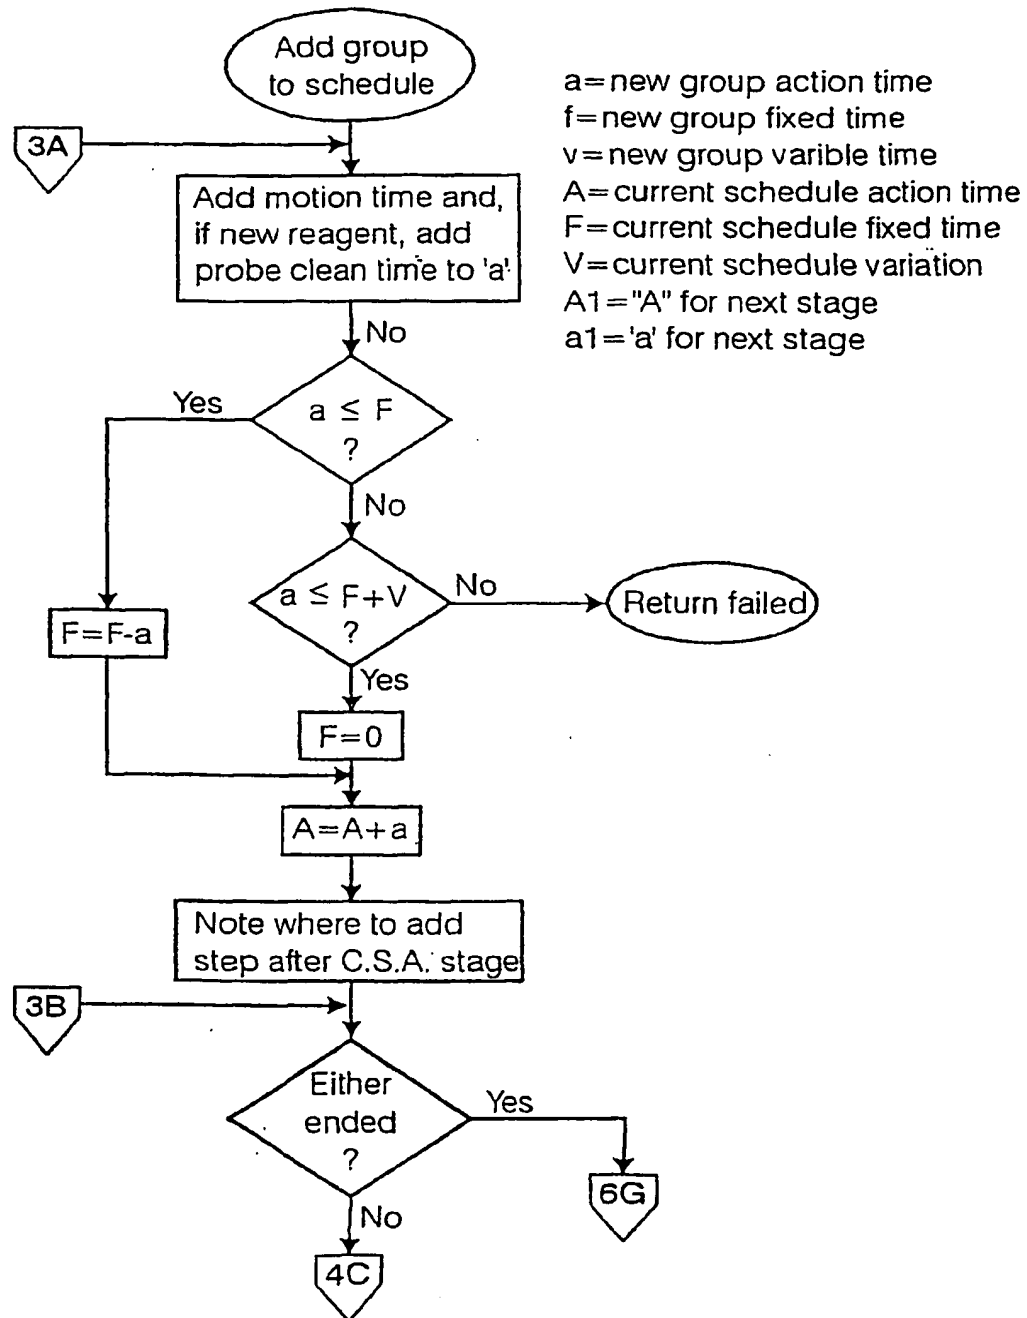 Add group
to schedule
a=new group action time
f=new group fixed time
v=new group varible time
A=current schedule action time
F=current schedule fixed time
V=current schedule variation
A1="A" for next stage
a1='a' for next stage
3A
Add motion time and,
if new reagent, add
probe clean time to 'a'
No
a ≤ F
?
Yes
No
a ≤ F+V
?
No
Return failed
F=F-a
Yes
F=0
A=A+a
Note where to add
step after C.S.A. stage
3B
Either
ended
?
Yes
6G
No
4C